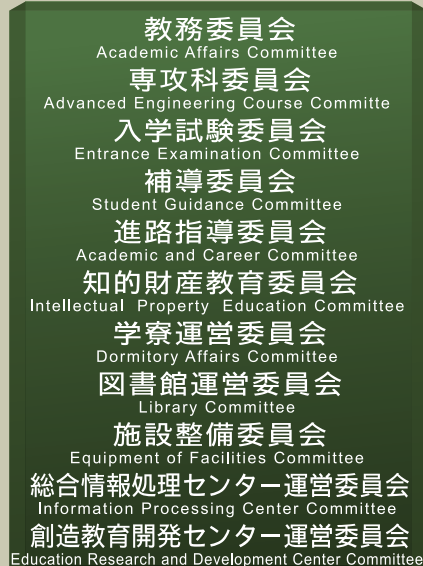 教務委員会
Academic Affairs Committee
専攻科委員会
Advanced Engineering Course Committe
入学試験委員会
Entrance Examination Committee
補導委員会
Student Guidance Committee
進路指導委員会
Academic and Career Committee
知的財産教育委員会
Intellectual Property Education Committee
学寮運営委員会
Dormitory Affairs Committee
図書館運営委員会
Library Committee
施設整備委員会
Equipment of Facilities Committee
総合情報処理センター運営委員会
Information Processing Center Committee
創造教育開発センター運営委員会
Education Research and Development Center Committee